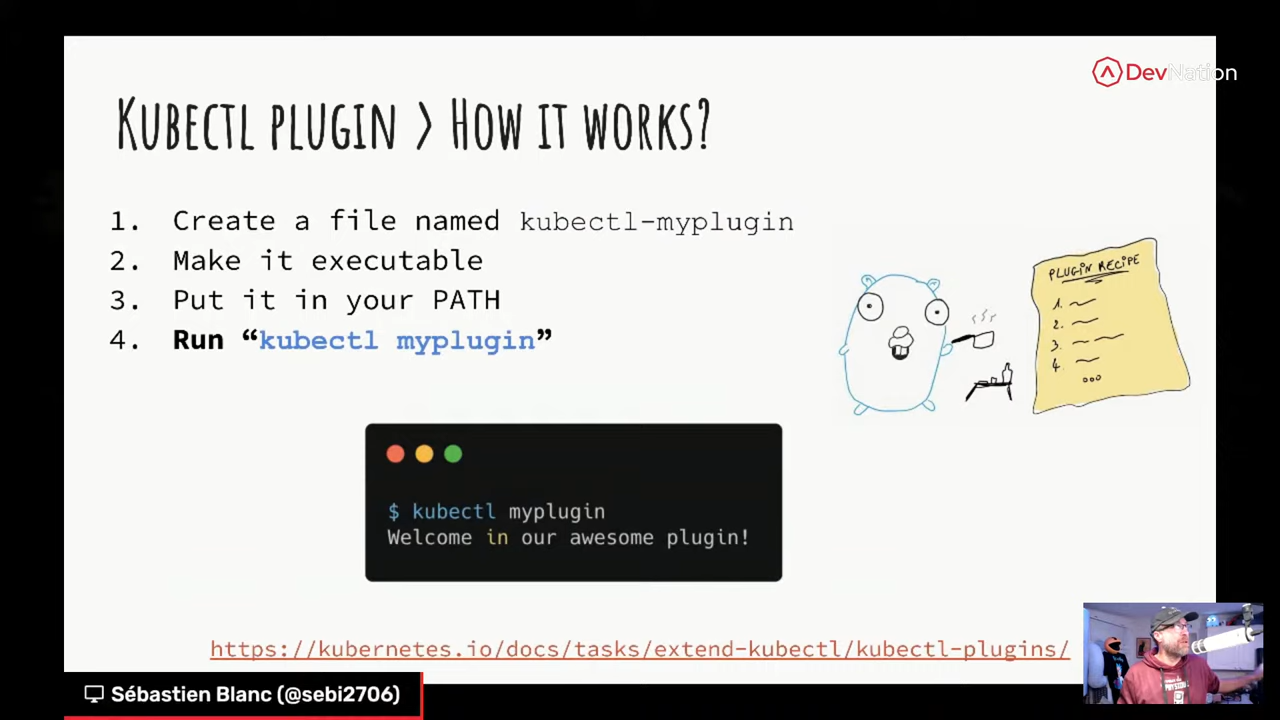 DevNation
KUBECTL PLUGIN > HOW IT WORKS?
1. Create a file named kubectl-myplugin
2. Make it executable
3. Put it in your PATH
4. Run “kubectl myplugin”
PLUGIN RECIPE
1.
2.
3.
4.
$ kubectl myplugin
Welcome in our awesome plugin!
https://kubernetes.io/docs/tasks/extend-kubectl/kubectl-plugins/
Sébastien Blanc (@sebi2706)